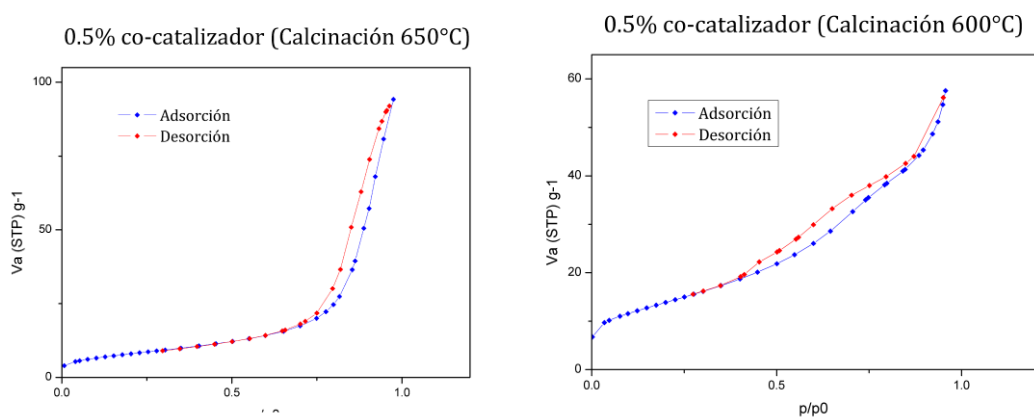 0.5% co-catalizador (Calcinación 650°C)
100
Adsorción
Desorción
50
0
0.0
0.5
1.0
Va (STP) g-1
0.5% co-catalizador (Calcinación 600°C)
60
Adsorción
Desorción
40
20
0
0.0
0.5
1.0
Va (STP) g-1
p/p0